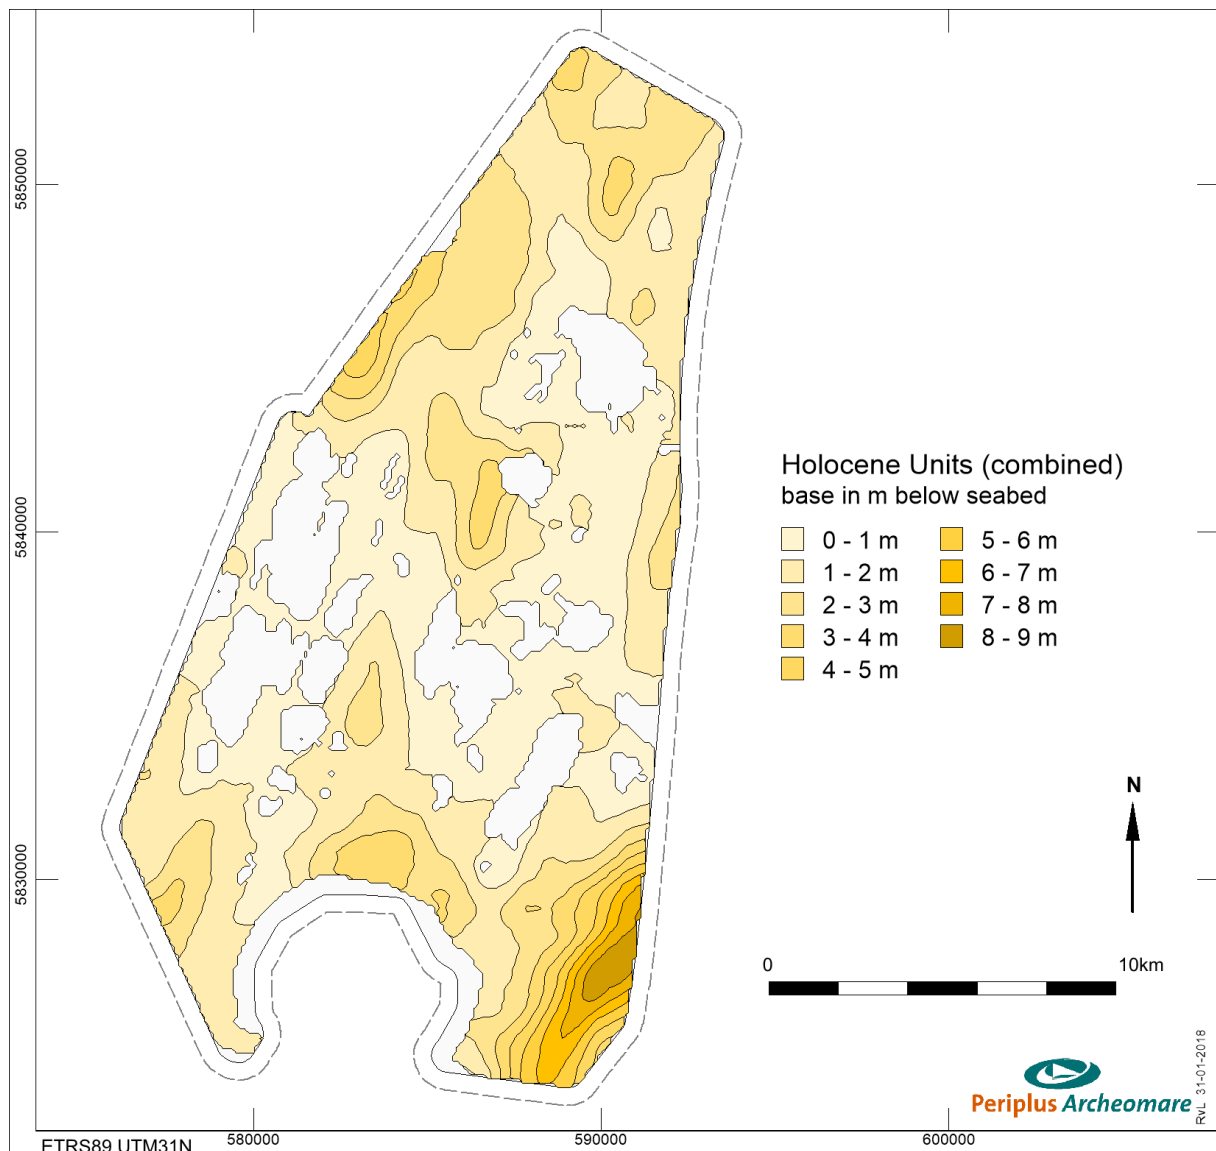 5850000
5840000
5830000
Holocene Units (combined)
base in m below seabed
0 - 1 m
1 - 2 m
2 - 3 m
3 - 4 m
4 - 5 m
5 - 6 m
6 - 7 m
7 - 8 m
8 - 9 m
N
0 10km
Periplus Archeomare
RvL 31-01-2018
580000 590000 600000
ETRS89 UTM31N